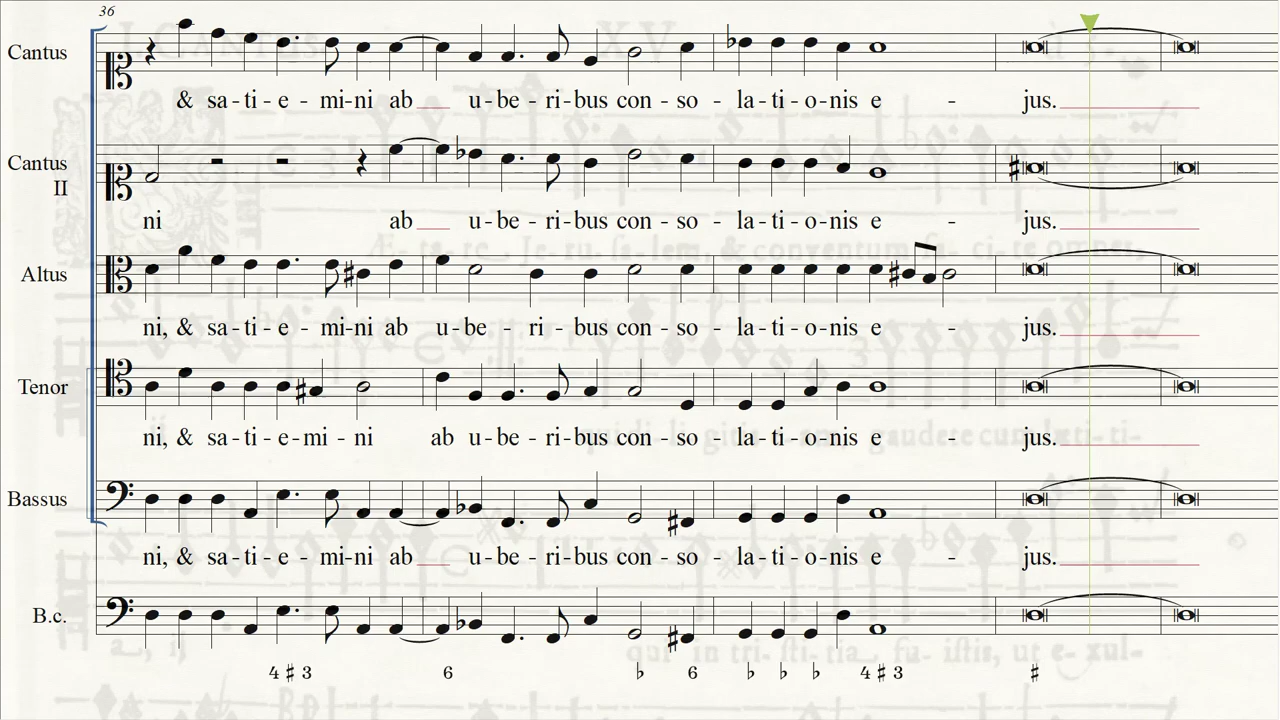 36
Cantus
& sa - ti - e - mi - ni ab u - be - ri - bus con - so - la - ti - o - nis e - jus.
Cantus II
ni ab u - be - ri - bus con - so - la - ti - o - nis e - jus.
Altus
ni, & sa - ti - e - mi - ni ab u - be - ri - bus con - so - la - ti - o - nis e - jus.
Tenor
ni, & sa - ti - e - mi - ni ab u - be - ri - bus con - so - la - ti - o - nis e - jus.
Bassus
ni, & sa - ti - e - mi - ni ab u - be - ri - bus con - so - la - ti - o - nis e - jus.
B.c.
4 ♯ 3 6 ♭ 6 ♭ ♭ ♭ 4 ♯ 3 ♯